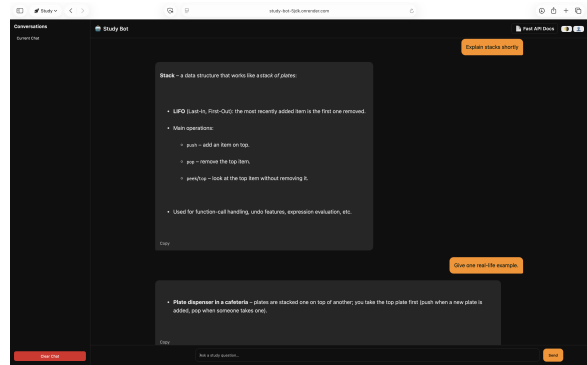 Study
study-bot-5jdk.onrender.com
Conversations
Current Chat
Study Bot
Fast API Docs
Explain stacks shortly
Stack – a data structure that works like a stack of plates:
• LIFO (Last-In, First-Out): the most recently added item is the first one removed.
• Main operations:
◦ push – add an item on top.
◦ pop – remove the top item.
◦ peek/top – look at the top item without removing it.
• Used for function-call handling, undo features, expression evaluation, etc.
Copy
Give one real-life example.
• Plate dispenser in a cafeteria – plates are stacked one on top of another; you take the top plate first (push when a new plate is
added, pop when someone takes one).
Copy
Clear Chat
Ask a study question...
Send